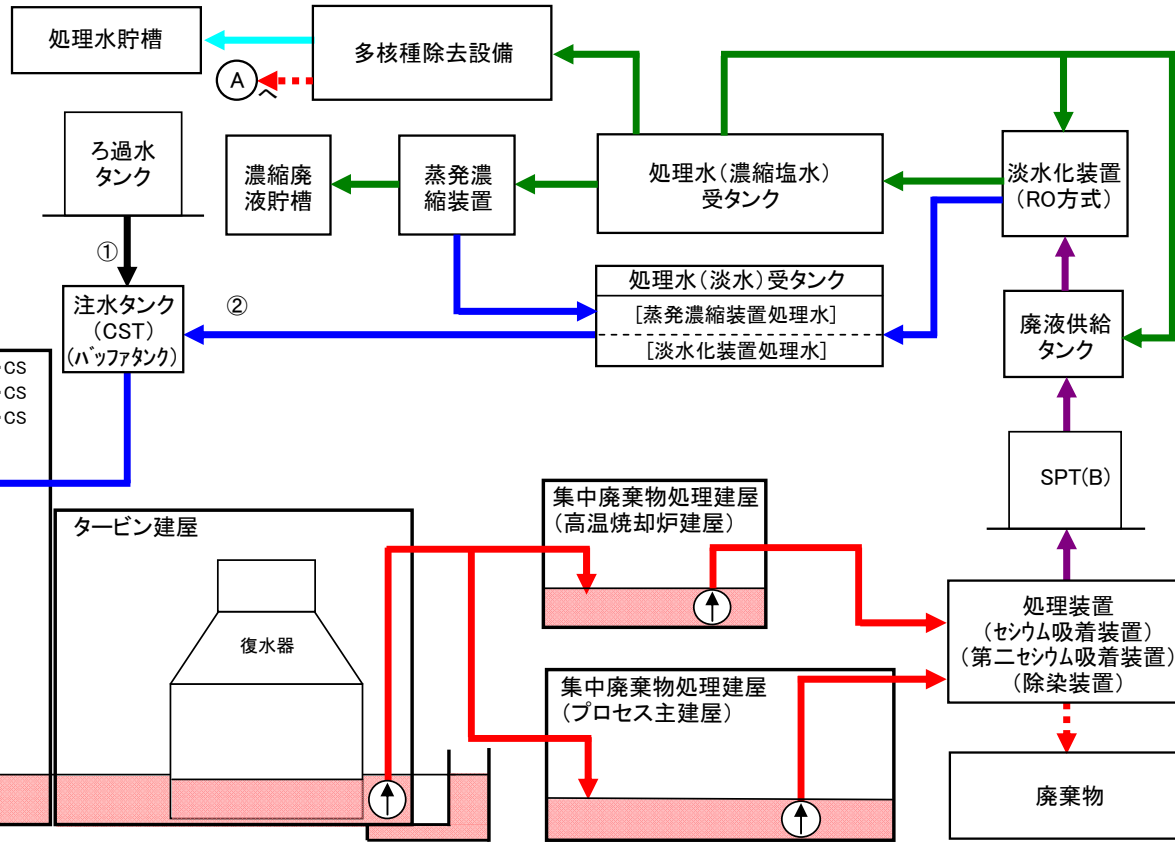 処理水貯槽
多核種除去設備
A
へ
ろ過水
タンク
濃縮廃
液貯槽
蒸発濃
縮装置
処理水(濃縮塩水)
受タンク
淡水化装置
(RO方式)
①
注水タンク
(CST)
(バッファタンク)
②
処理水(淡水)受タンク
[蒸発濃縮装置処理水]
[淡水化装置処理水]
廃液供給
タンク
CS
CS
CS
SPT(B)
タービン建屋
復水器
集中廃棄物処理建屋
(高温焼却炉建屋)
集中廃棄物処理建屋
(プロセス主建屋)
処理装置
(セシウム吸着装置)
(第二セシウム吸着装置)
(除染装置)
廃棄物